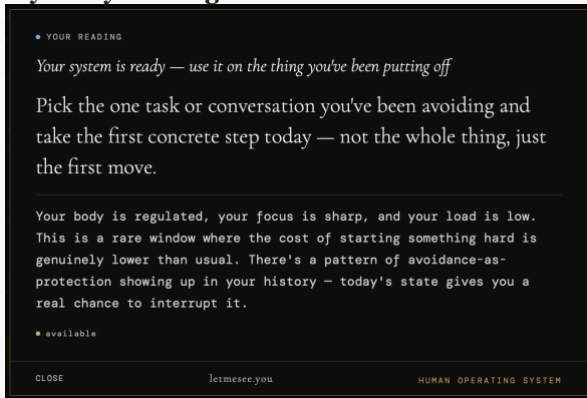 YOUR READING
Your system is ready — use it on the thing you've been putting off
Pick the one task or conversation you've been avoiding and
take the first concrete step today — not the whole thing, just
the first move.
Your body is regulated, your focus is sharp, and your load is low.
This is a rare window where the cost of starting something hard is
genuinely lower than usual. There's a pattern of avoidance-as-
protection showing up in your history — today's state gives you a
real chance to interrupt it.
available
CLOSE
letmesee.you
HUMAN OPERATING SYSTEM